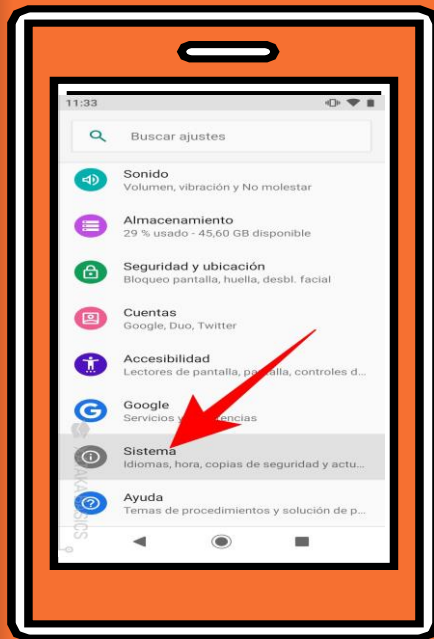 11:33
Buscar ajustes
Sonido
Volumen, vibración y No molestar
Almacenamiento
29 % usado - 45,60 GB disponible
Seguridad y ubicación
Bloqueo pantalla, huella, desbl. facial
Cuentas
Google, Duo, Twitter
Accesibilidad
Lectores de pantalla, pantalla, controles d...
Google
Servicios y
Sistema
Idiomas, hora, copias de seguridad y actu...
Ayuda
Temas de procedimientos y solución de p...